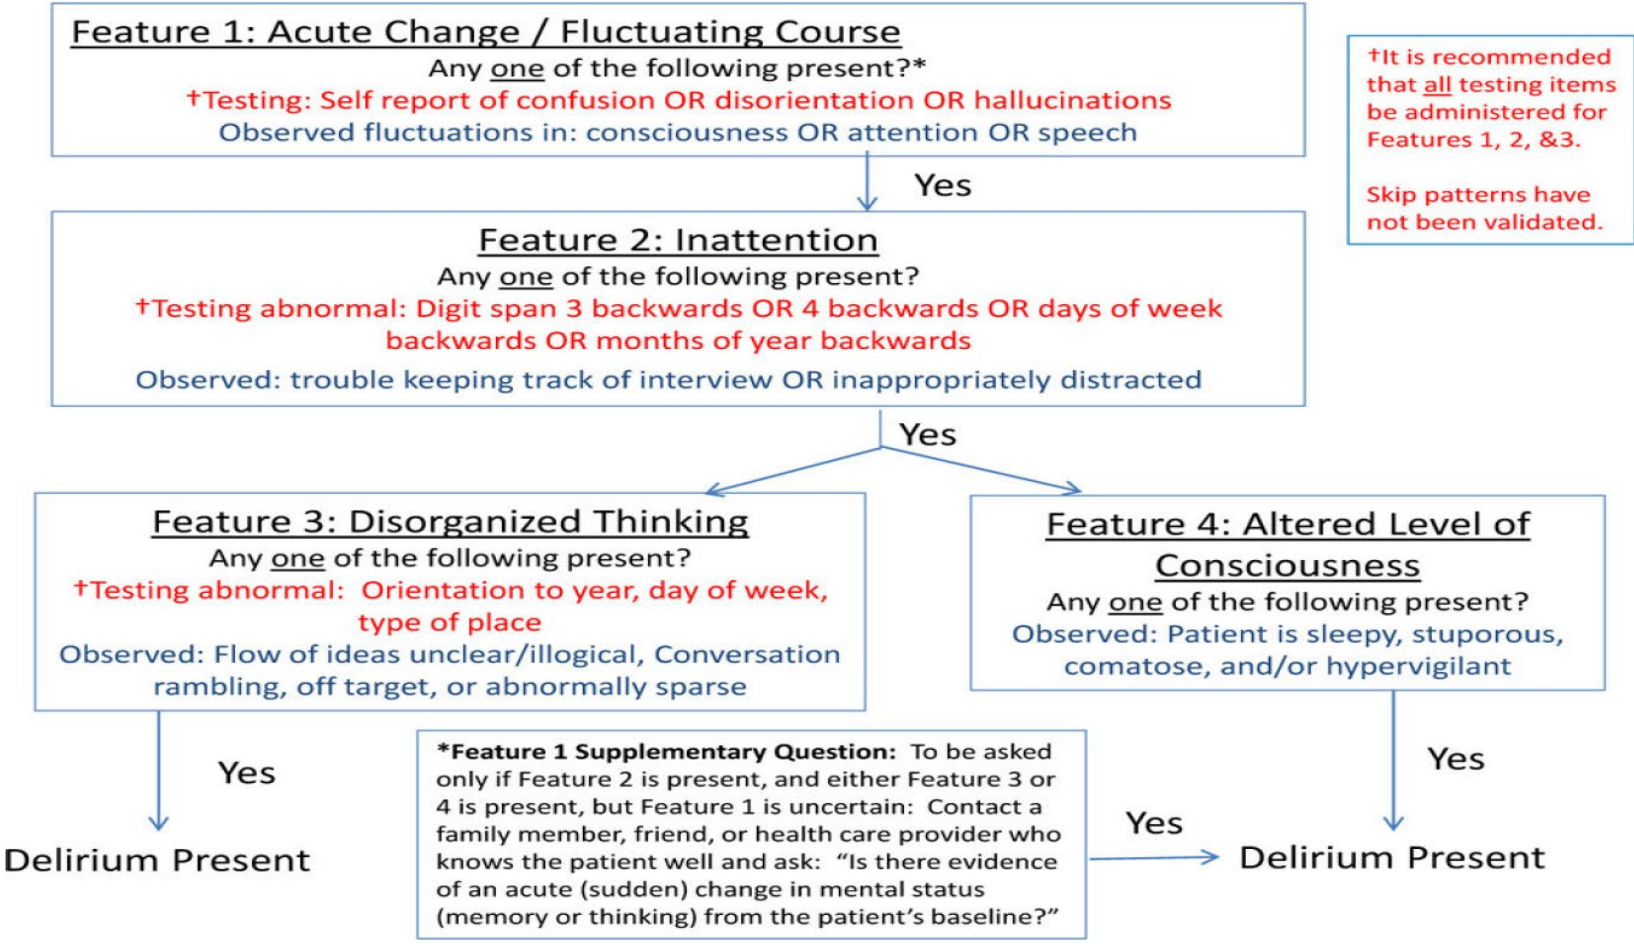 Feature 1: Acute Change / Fluctuating Course
Any one of the following present?*
†Testing: Self report of confusion OR disorientation OR hallucinations
Observed fluctuations in: consciousness OR attention OR speech
†It is recommended
that all testing items
be administered for
Features 1, 2, &3.
Skip patterns have
not been validated.
Yes
Feature 2: Inattention
Any one of the following present?
†Testing abnormal: Digit span 3 backwards OR 4 backwards OR days of week
backwards OR months of year backwards
Observed: trouble keeping track of interview OR inappropriately distracted
Yes
Feature 3: Disorganized Thinking
Any one of the following present?
†Testing abnormal: Orientation to year, day of week,
type of place
Observed: Flow of ideas unclear/illogical, Conversation
rambling, off target, or abnormally sparse
Feature 4: Altered Level of
Consciousness
Any one of the following present?
Observed: Patient is sleepy, stuporous,
comatose, and/or hypervigilant
Yes
Delirium Present
*Feature 1 Supplementary Question: To be asked
only if Feature 2 is present, and either Feature 3 or
4 is present, but Feature 1 is uncertain: Contact a
family member, friend, or health care provider who
knows the patient well and ask: “Is there evidence
of an acute (sudden) change in mental status
(memory or thinking) from the patient’s baseline?”
Yes
Yes
Delirium Present